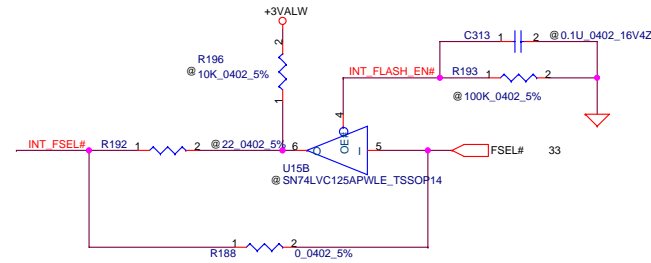 +3VALW
C313 1 2 @ 0.1U_0402_16V4Z
2
R196
@ 10K_0402_5%
1
INT_FLASH_EN# R193 1 2
@ 100K_0402_5%
4
OE#
INT_FSEL# R192 1 2 @ 22_0402_5% 6 O I 5 FSEL# 33
U15B
@ SN74LVC125APWLE_TSSOP14
R188 1 2 0_0402_5%